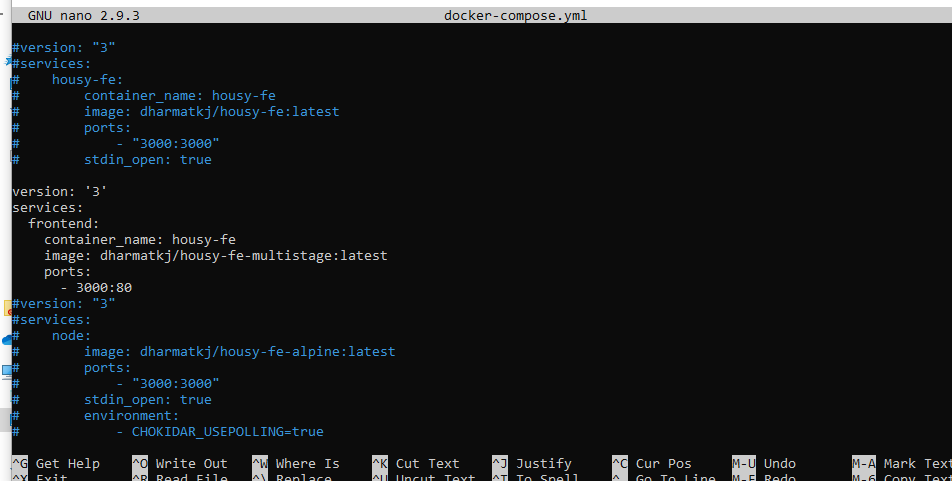 GNU nano 2.9.3 docker-compose.yml
#version: "3"
#services:
#    housy-fe:
#        container_name: housy-fe
#        image: dharmatkj/housy-fe:latest
#        ports:
#            - "3000:3000"
#        stdin_open: true
version: '3'
services:
  frontend:
    container_name: housy-fe
    image: dharmatkj/housy-fe-multistage:latest
    ports:
      - 3000:80
#version: "3"
#services:
#    node:
#        image: dharmatkj/housy-fe-alpine:latest
#        ports:
#            - "3000:3000"
#        stdin_open: true
#        environment:
#            - CHOKIDAR_USEPOLLING=true
^G Get Help ^O Write Out ^W Where Is ^K Cut Text ^J Justify ^C Cur Pos M-U Undo M-A Mark Text
^X Exit ^R Read File ^\ Replace ^U Uncut Text ^T To Spell ^_ Go To Line M-E Redo M-6 Copy Text